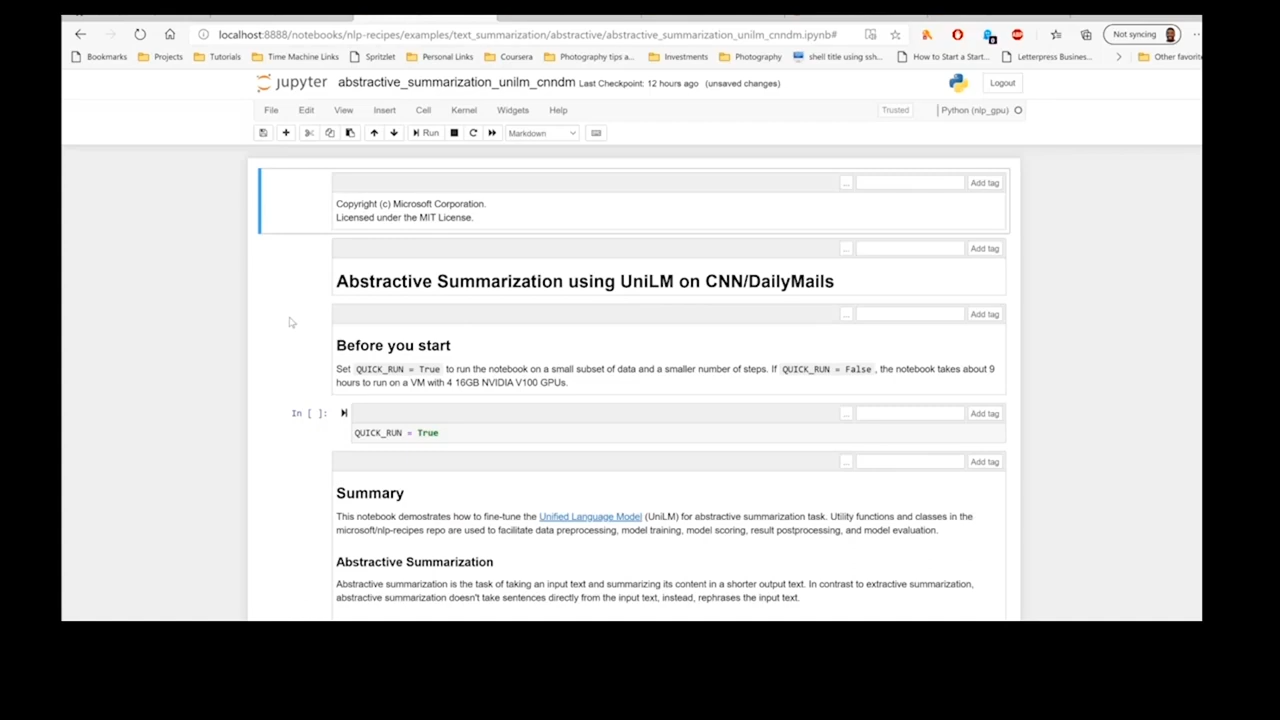 localhost:8888/notebooks/nlp-recipes/examples/text_summarization/abstractive/abstractive_summarization_unilm_cnndm.ipynb#
Not syncing
Bookmarks Projects Tutorials Time Machine Links Spritzlet Personal Links Coursera Photography tips a... Investments Photography shell title using ssh... How to Start a Start... Letterpress Busines... Other favorite
jupyter abstractive_summarization_unilm_cnndm Last Checkpoint: 12 hours ago (unsaved changes) Logout
File Edit View Insert Cell Kernel Widgets Help Trusted Python (nlp_gpu)
Run Markdown
... Add tag
Copyright (c) Microsoft Corporation.
Licensed under the MIT License.
... Add tag
Abstractive Summarization using UniLM on CNN/DailyMails
... Add tag
Before you start
Set QUICK_RUN = True to run the notebook on a small subset of data and a smaller number of steps. If QUICK_RUN = False , the notebook takes about 9
hours to run on a VM with 4 16GB NVIDIA V100 GPUs.
In [ ]: ... Add tag
QUICK_RUN = True
... Add tag
Summary
This notebook demostrates how to fine-tune the Unified Language Model (UniLM) for abstractive summarization task. Utility functions and classes in the
microsoft/nlp-recipes repo are used to facilitate data preprocessing, model training, model scoring, result postprocessing, and model evaluation.
Abstractive Summarization
Abstractive summarization is the task of taking an input text and summarizing its content in a shorter output text. In contrast to extractive summarization,
abstractive summarization doesn't take sentences directly from the input text, instead, rephrases the input text.